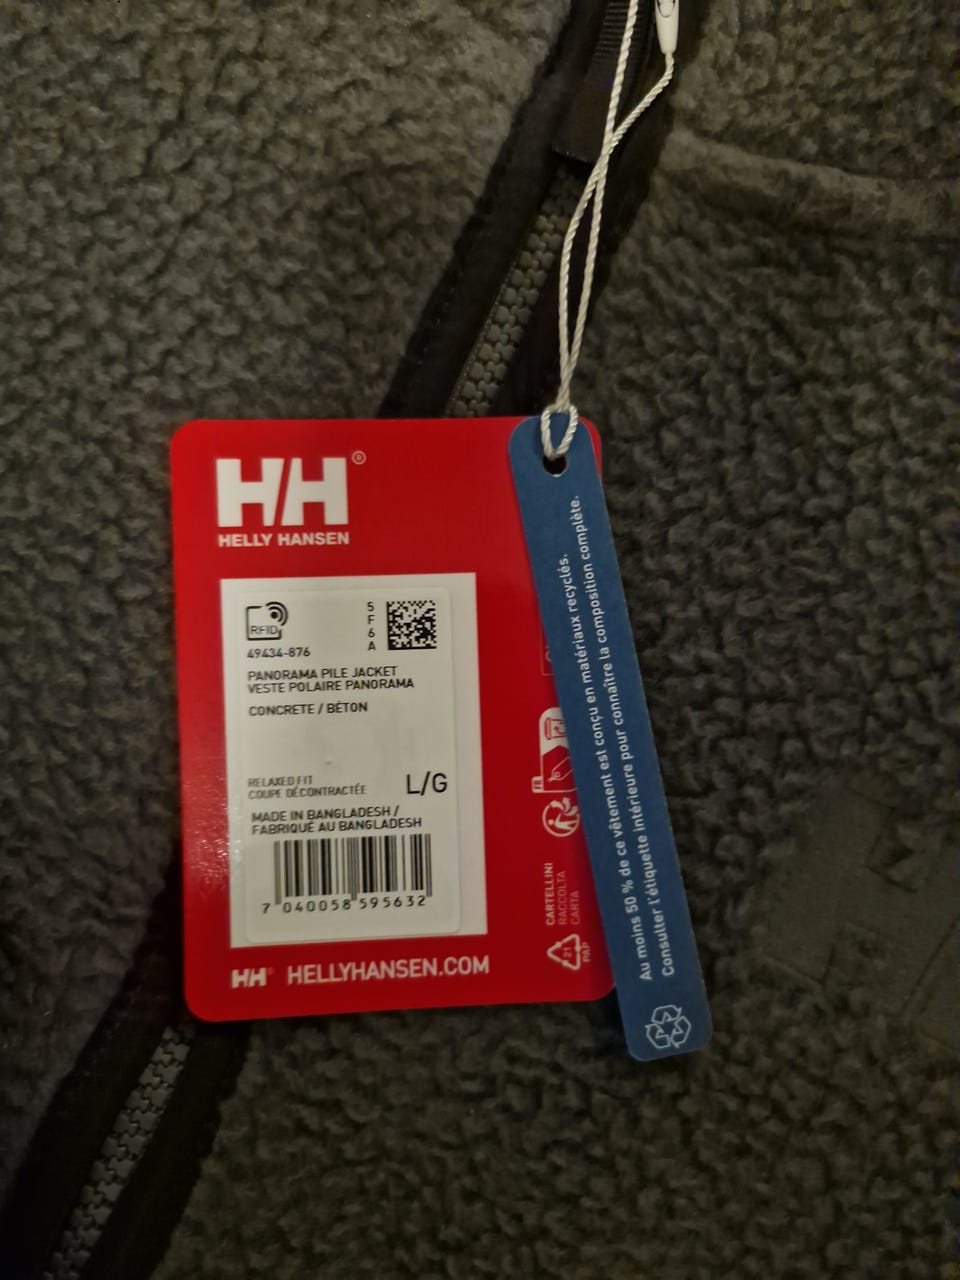 HH®
HELLY HANSEN
RFID
5
F
6
A
49434-876
PANORAMA PILE JACKET
VESTE POLAIRE PANORAMA
CONCRETE / BÉTON
RELAXED FIT
COUPE DÉCONTRACTÉE
L/G
MADE IN BANGLADESH /
FABRIQUÉ AU BANGLADESH
7 040058 595632
HH® HELLYHANSEN.COM
FR
CARTELLINI
RACCOLTA
CARTA
21
PAP
Au moins 50 % de ce vêtement est conçu en matériaux recyclés.
Consulter l'étiquette intérieure pour connaître la composition complète.